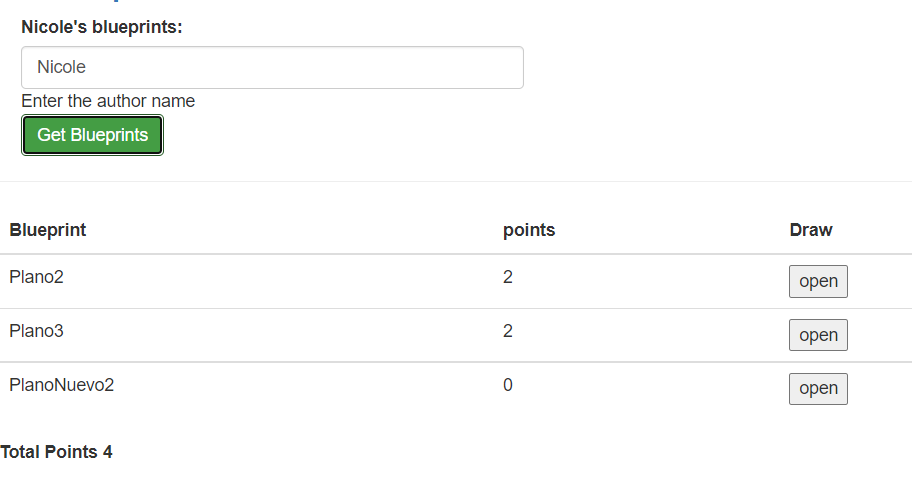 Nicole's blueprints:
Nicole
Enter the author name
Get Blueprints
Blueprint points Draw
Plano2 2 open
Plano3 2 open
PlanoNuevo2 0 open
Total Points 4